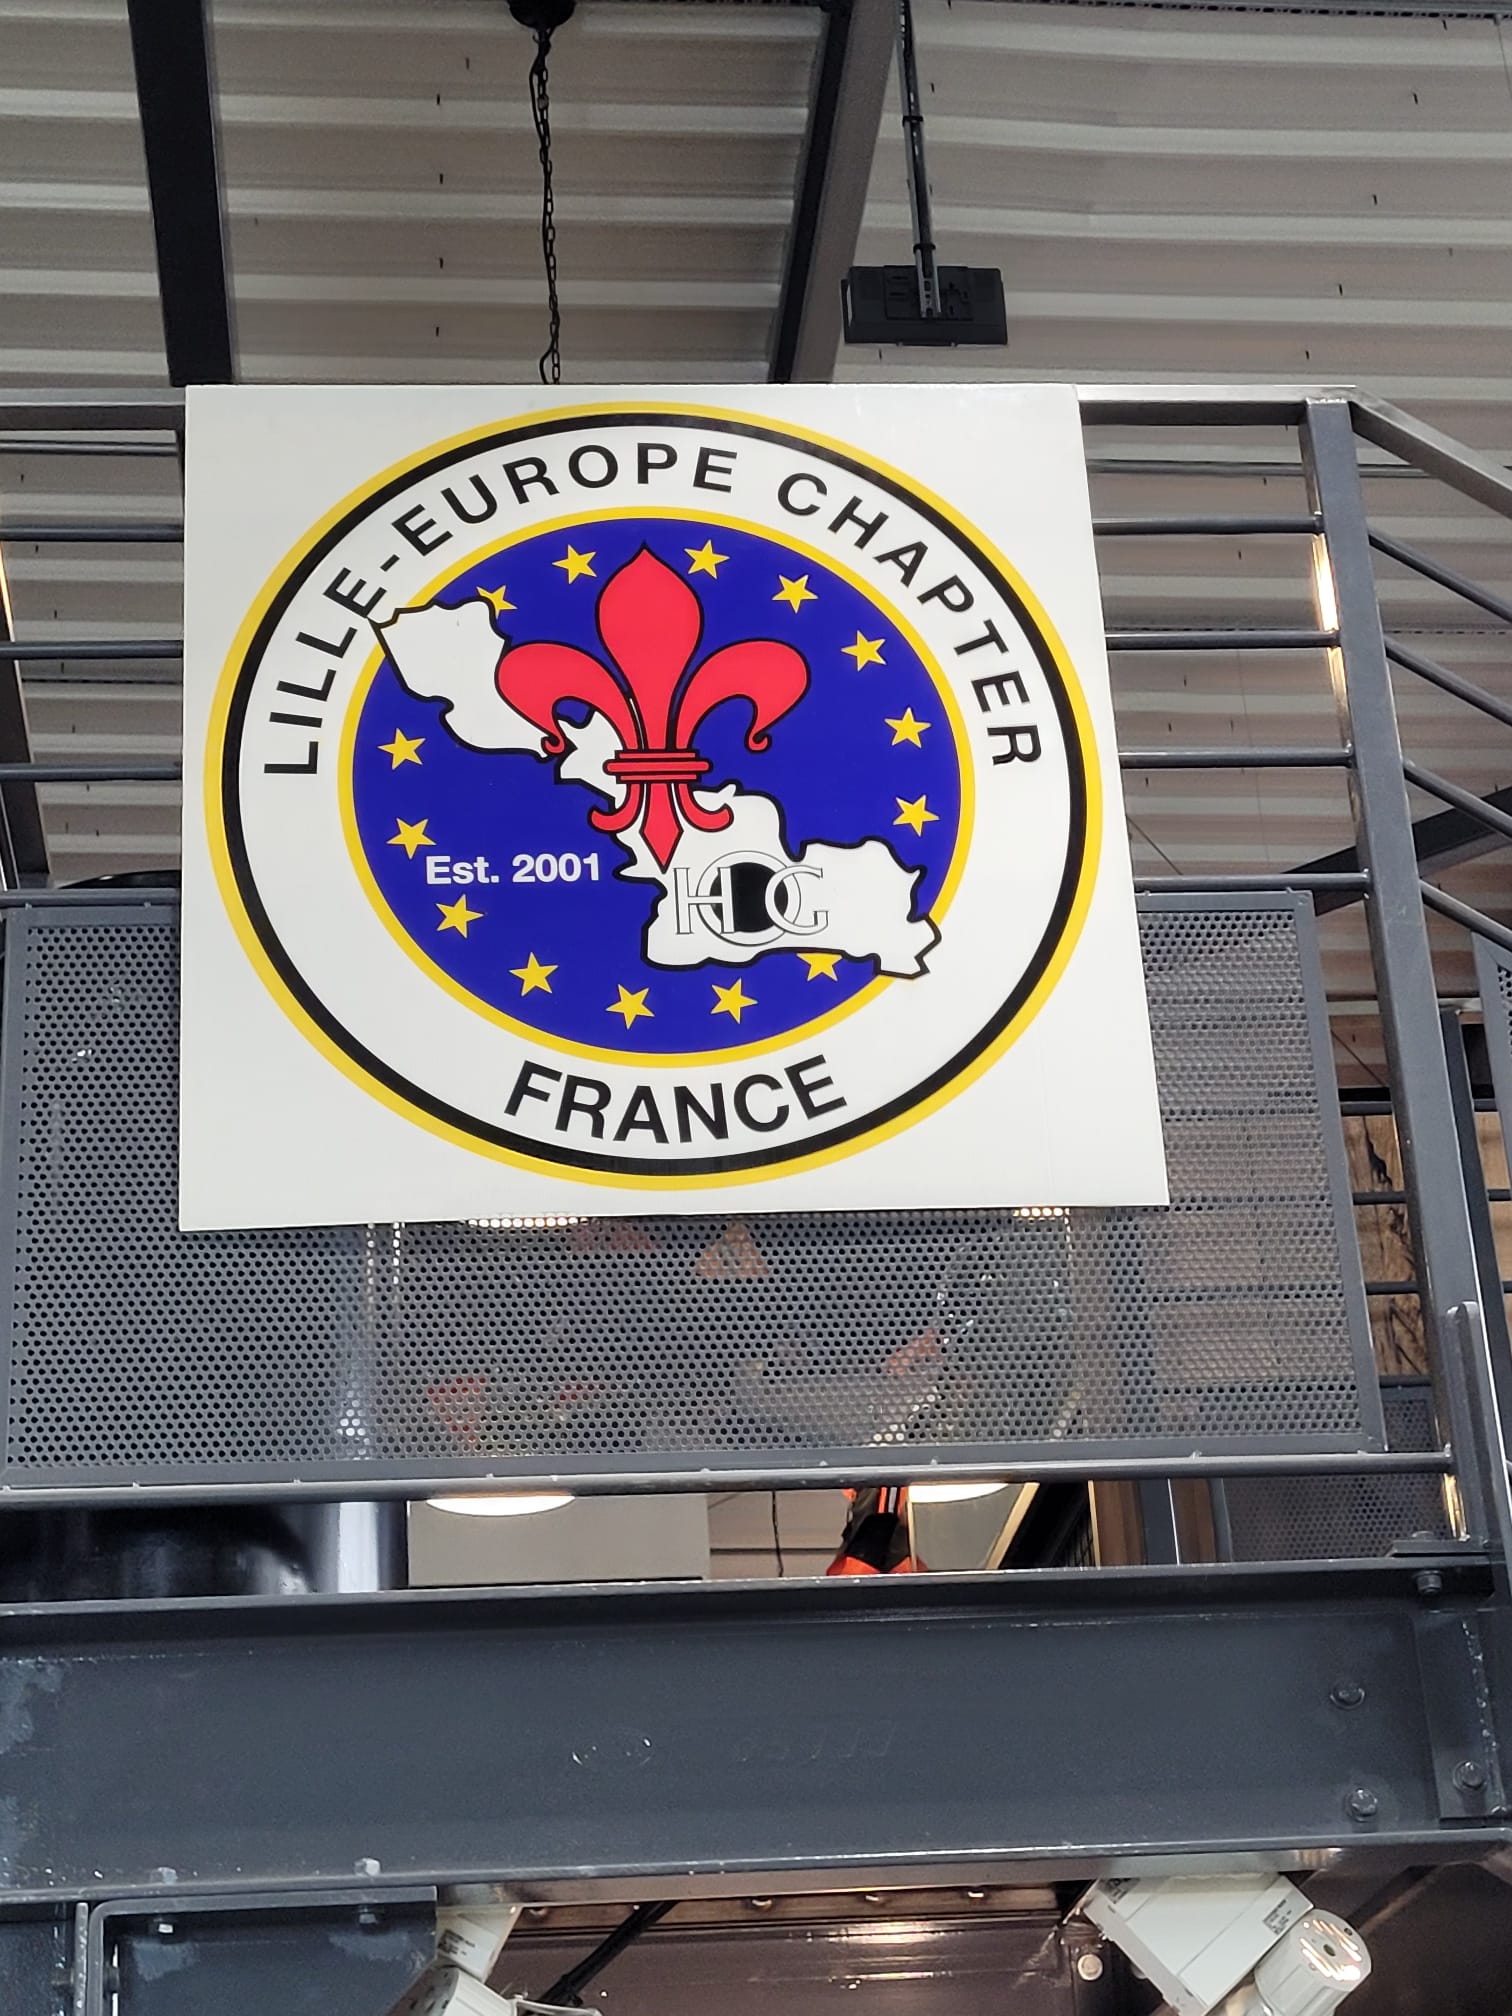 LILLE-EUROPE CHAPTER
Est. 2001
HOG
FRANCE